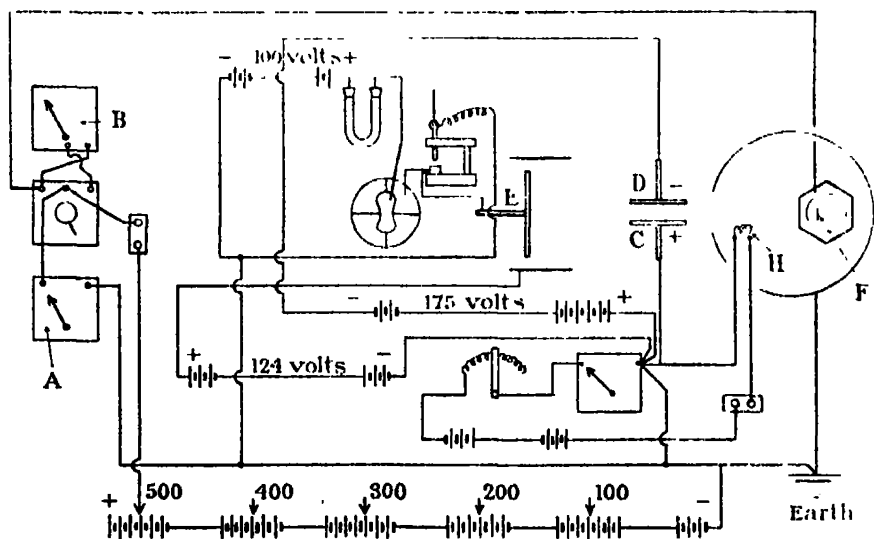 - 100 volts +
B
D -
E
C +
H
F
- 175 volts +
A
+ 124 volts -
+ 500 400 300 200 100 -
Earth